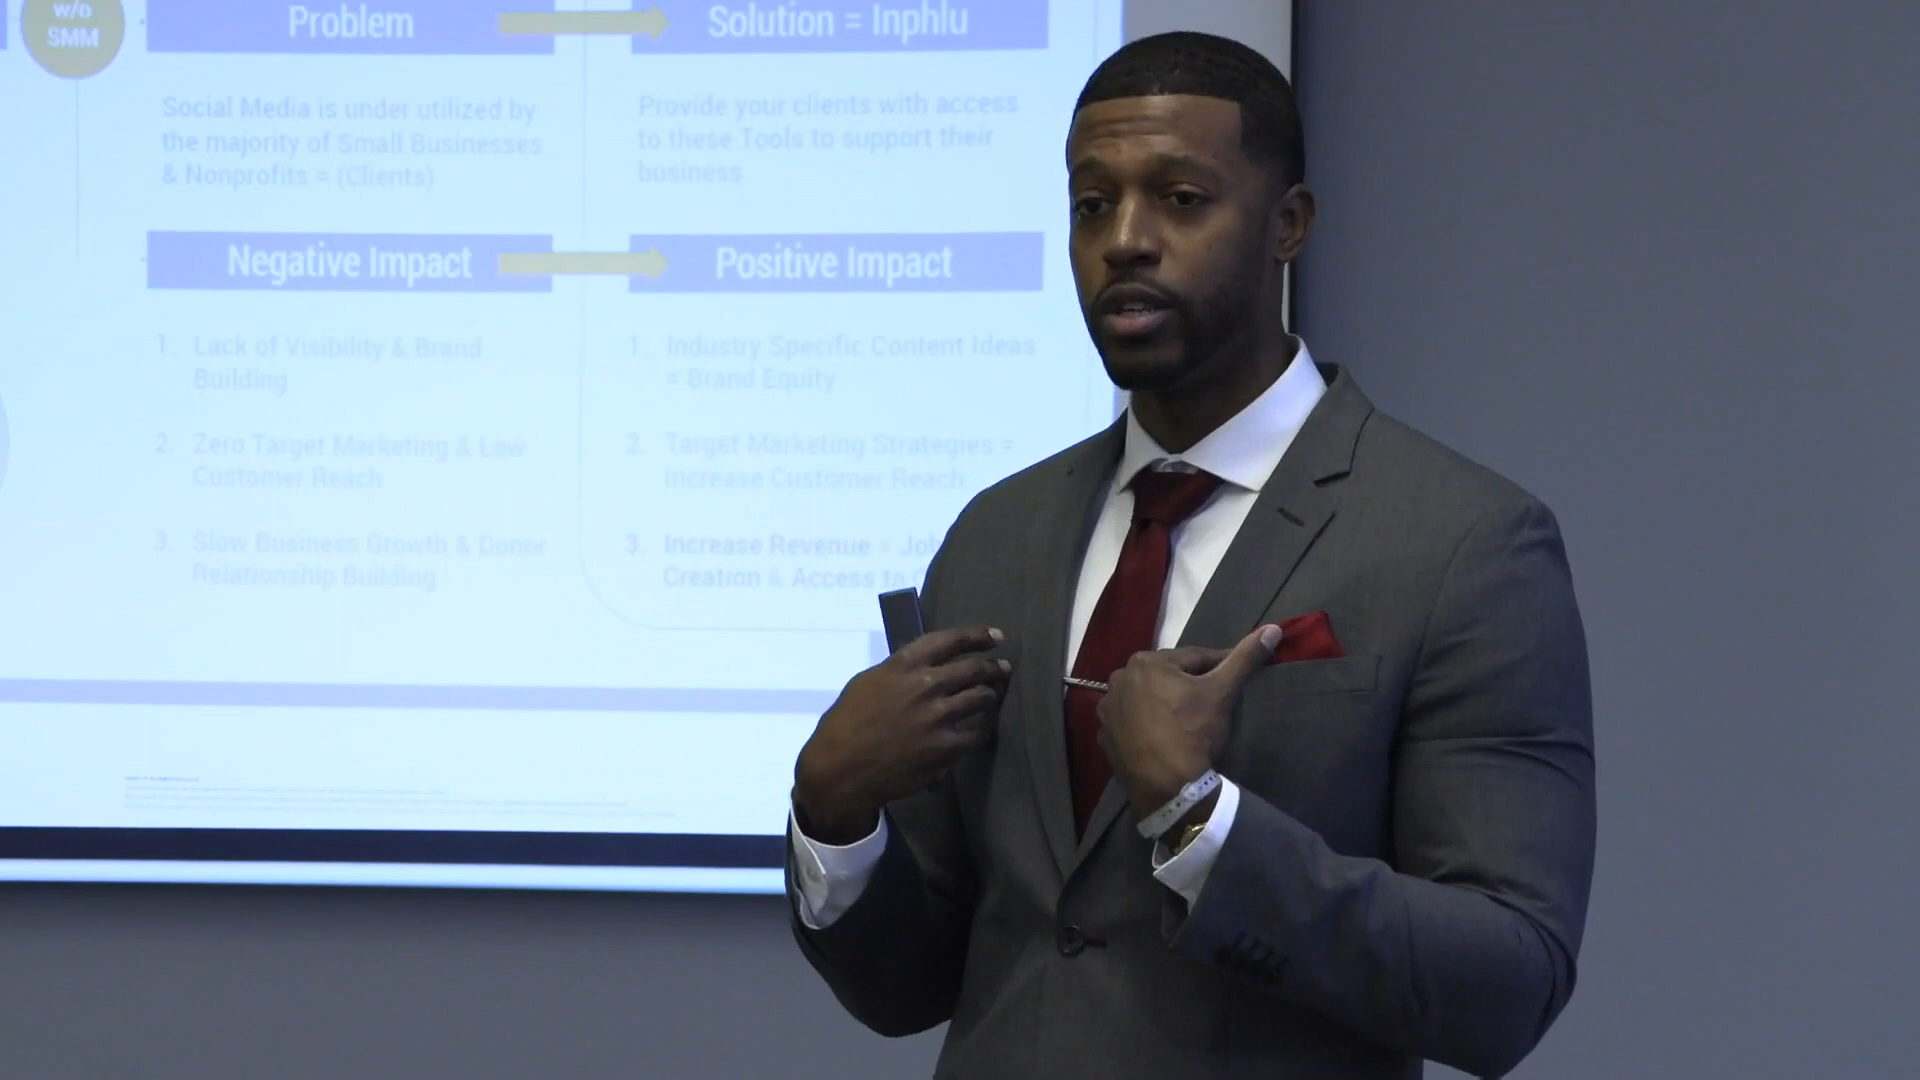 w/o
SMM
Problem
Solution = Inphlu
Social Media is under utilized by
the majority of Small Businesses
& Nonprofits = (Clients)
Provide your clients with access
to these Tools to support their
business
Negative Impact
Positive Impact
1. Lack of Visibility & Brand
Building
2. Zero Target Marketing & Low
Customer Reach
3. Slow Business Growth & Donor
Relationship Building
1. Industry Specific Content Ideas
= Brand Equity
2. Target Marketing Strategies =
Increase Customer Reach
3. Increase Revenue = Job
Creation & Access to